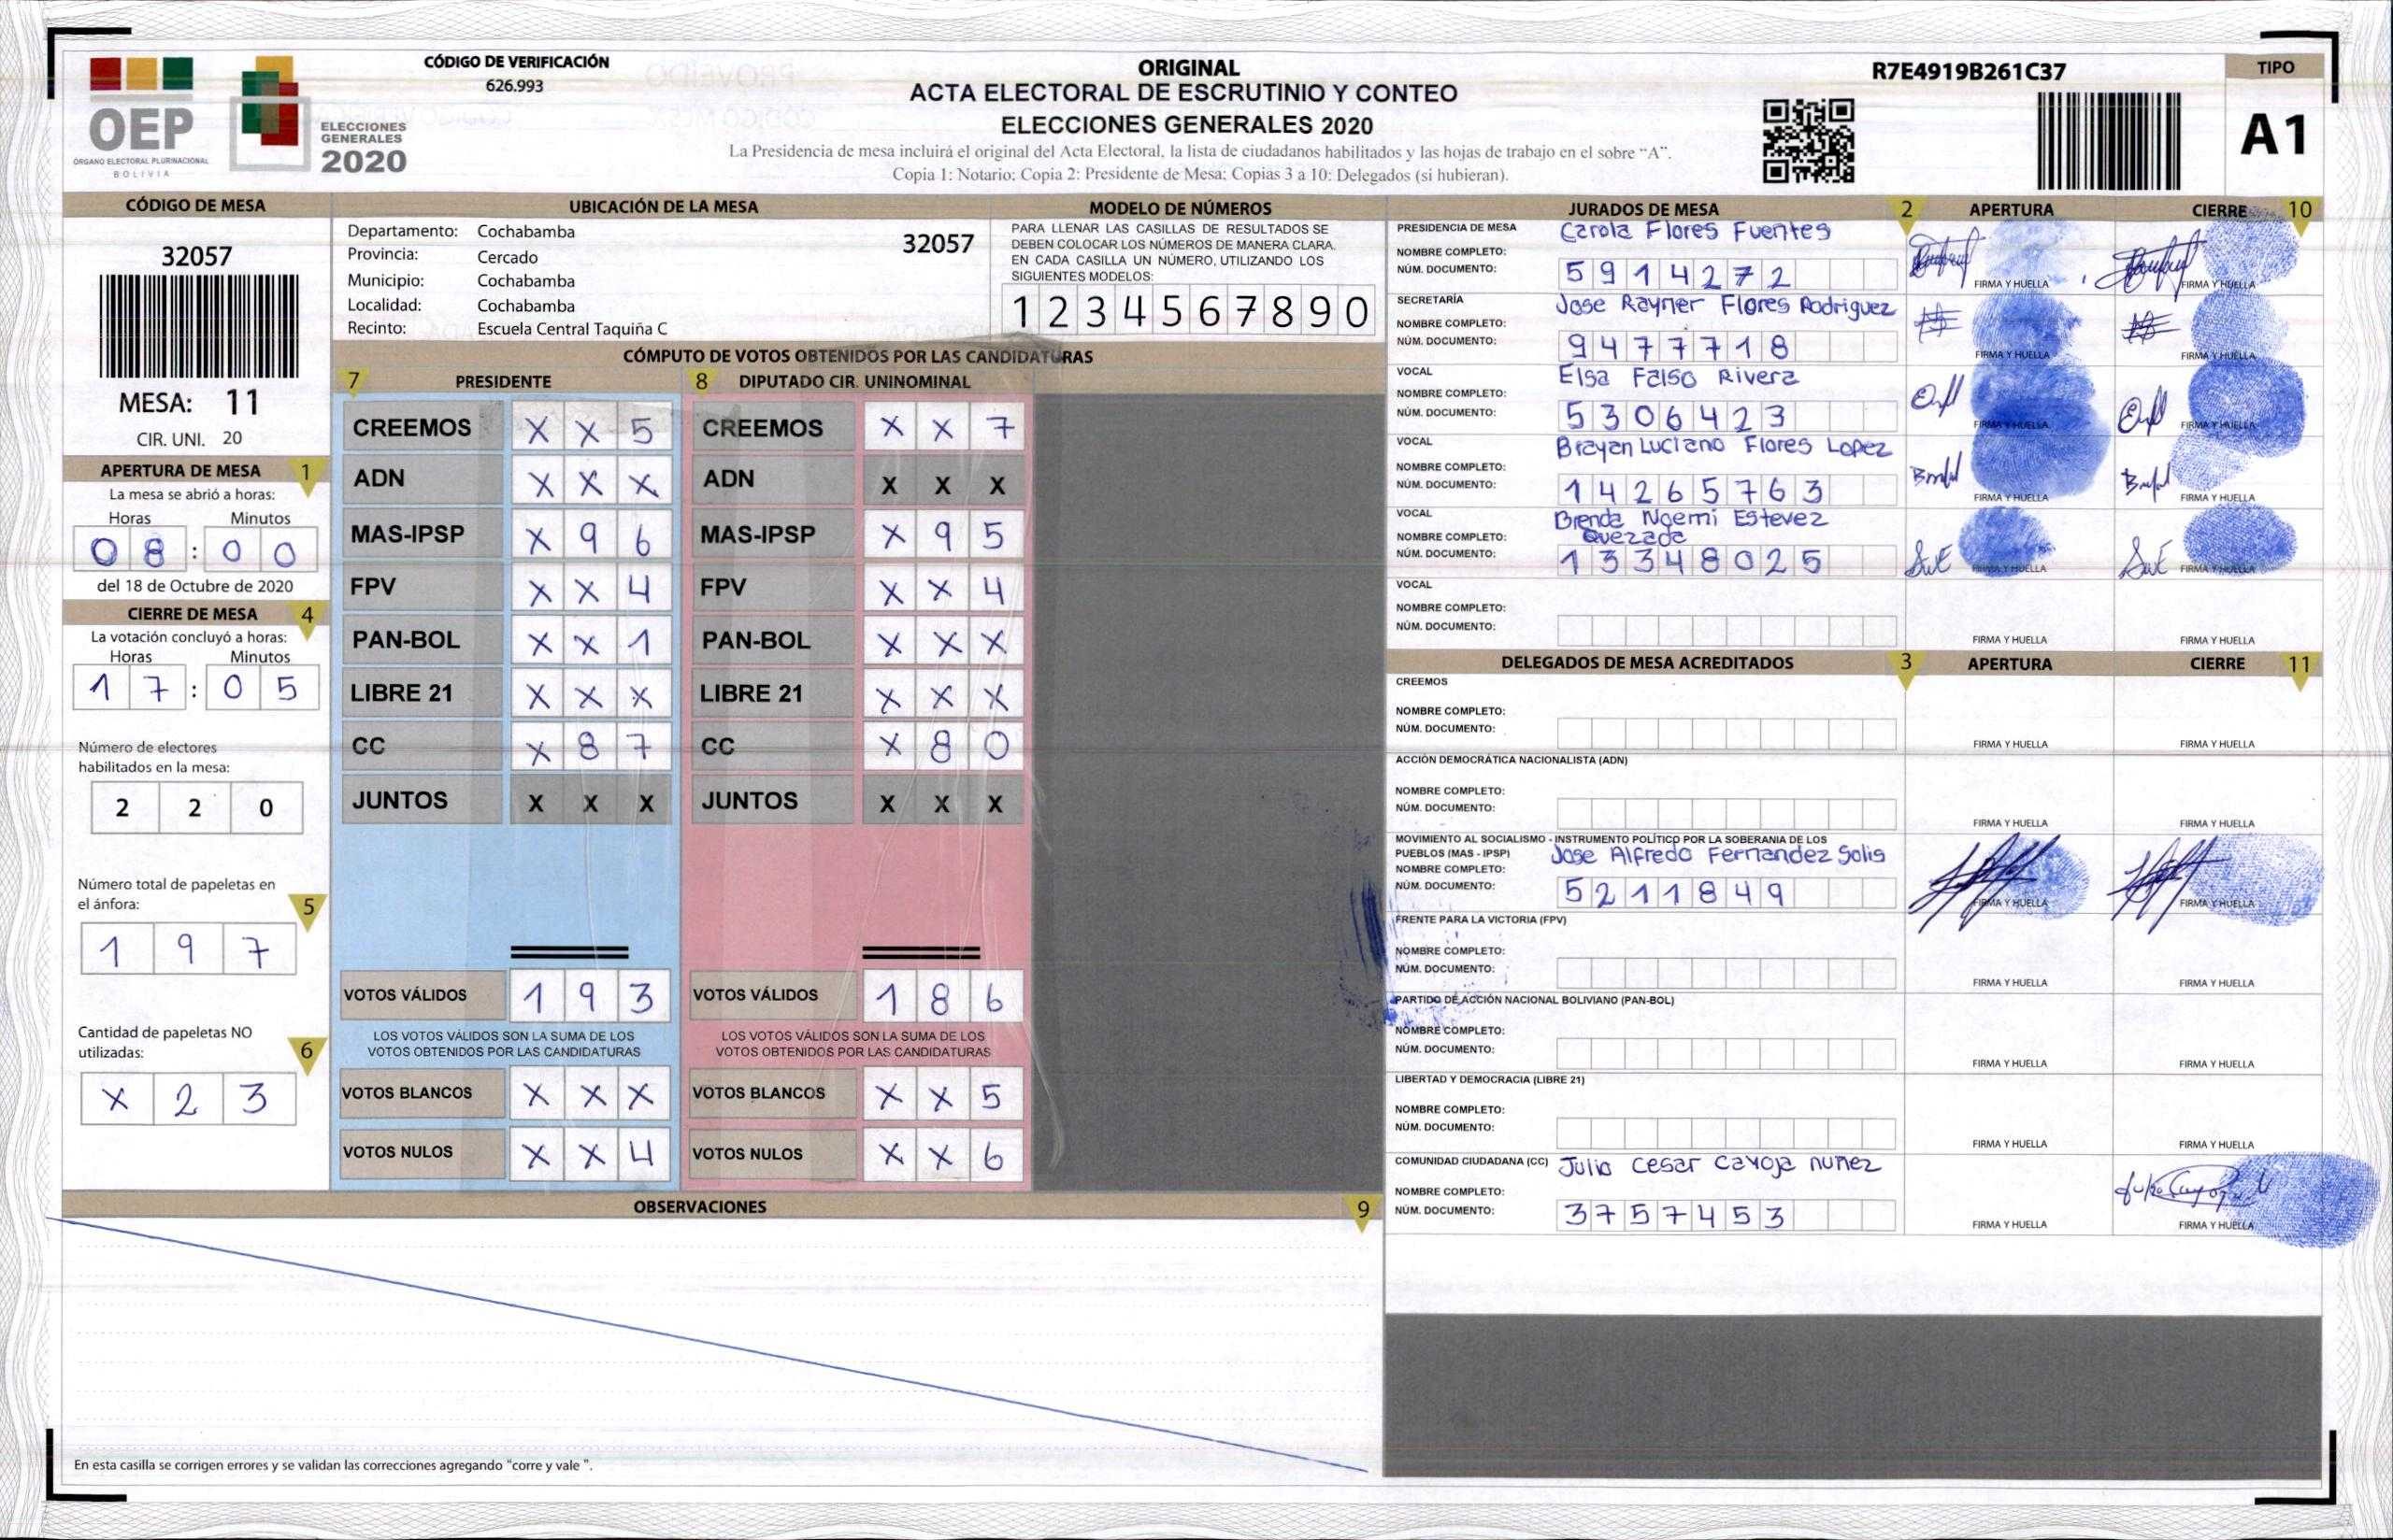 OEP
ÓRGANO ELECTORAL PLURINACIONAL
BOLIVIA
ELECCIONES
GENERALES
2020
CÓDIGO DE VERIFICACIÓN
626.993
ORIGINAL
ACTA ELECTORAL DE ESCRUTINIO Y CONTEO
ELECCIONES GENERALES 2020
La Presidencia de mesa incluirá el original del Acta Electoral, la lista de ciudadanos habilitados y las hojas de trabajo en el sobre “A”.
Copia 1: Notario; Copia 2: Presidente de Mesa; Copias 3 a 10: Delegados (si hubieran).
R7E4919B261C37
TIPO
A1
CÓDIGO DE MESA
32057
MESA: 11
CIR. UNI. 20
APERTURA DE MESA 1
La mesa se abrió a horas:
Horas Minutos
08 : 00
del 18 de Octubre de 2020
CIERRE DE MESA 4
La votación concluyó a horas:
Horas Minutos
17 : 05
Número de electores
habilitados en la mesa:
2 2 0
Número total de papeletas en
el ánfora: 5
1 9 7
Cantidad de papeletas NO
utilizadas: 6
X 2 3
UBICACIÓN DE LA MESA
Departamento: Cochabamba 32057
Provincia: Cercado
Municipio: Cochabamba
Localidad: Cochabamba
Recinto: Escuela Central Taquiña C
MODELO DE NÚMEROS
PARA LLENAR LAS CASILLAS DE RESULTADOS SE
DEBEN COLOCAR LOS NÚMEROS DE MANERA CLARA.
EN CADA CASILLA UN NÚMERO, UTILIZANDO LOS
SIGUIENTES MODELOS:
1 2 3 4 5 6 7 8 9 0
CÓMPUTO DE VOTOS OBTENIDOS POR LAS CANDIDATURAS
7 PRESIDENTE
CREEMOS X X 5
ADN X X X
MAS-IPSP X 9 6
FPV X X 4
PAN-BOL X X 1
LIBRE 21 X X X
CC X 8 7
JUNTOS X X X
VOTOS VÁLIDOS 1 9 3
LOS VOTOS VÁLIDOS SON LA SUMA DE LOS
VOTOS OBTENIDOS POR LAS CANDIDATURAS
VOTOS BLANCOS X X X
VOTOS NULOS X X 4
8 DIPUTADO CIR. UNINOMINAL
CREEMOS X X 7
ADN X X X
MAS-IPSP X 9 5
FPV X X 4
PAN-BOL X X X
LIBRE 21 X X X
CC X 8 0
JUNTOS X X X
VOTOS VÁLIDOS 1 8 6
LOS VOTOS VÁLIDOS SON LA SUMA DE LOS
VOTOS OBTENIDOS POR LAS CANDIDATURAS
VOTOS BLANCOS X X 5
VOTOS NULOS X X 6
OBSERVACIONES 9
En esta casilla se corrigen errores y se validan las correcciones agregando “corre y vale ”.
JURADOS DE MESA 2 APERTURA CIERRE 10
PRESIDENCIA DE MESA
NOMBRE COMPLETO: Carola Flores Fuentes
NÚM. DOCUMENTO: 5914272
FIRMA Y HUELLA FIRMA Y HUELLA
SECRETARÍA
NOMBRE COMPLETO: Jose Rayner Flores Rodriguez
NÚM. DOCUMENTO: 9477718
FIRMA Y HUELLA FIRMA Y HUELLA
VOCAL
NOMBRE COMPLETO: Elsa Falso Rivera
NÚM. DOCUMENTO: 5306423
FIRMA Y HUELLA FIRMA Y HUELLA
VOCAL
NOMBRE COMPLETO: Brayan Luciano Flores Lopez
NÚM. DOCUMENTO: 14265763
FIRMA Y HUELLA FIRMA Y HUELLA
VOCAL
NOMBRE COMPLETO: Brenda Noemi Estevez
Quezada
NÚM. DOCUMENTO: 13348025
FIRMA Y HUELLA FIRMA Y HUELLA
VOCAL
NOMBRE COMPLETO:
NÚM. DOCUMENTO:
FIRMA Y HUELLA FIRMA Y HUELLA
DELEGADOS DE MESA ACREDITADOS 3 APERTURA CIERRE 11
CREEMOS
NOMBRE COMPLETO:
NÚM. DOCUMENTO:
FIRMA Y HUELLA FIRMA Y HUELLA
ACCIÓN DEMOCRÁTICA NACIONALISTA (ADN)
NOMBRE COMPLETO:
NÚM. DOCUMENTO:
FIRMA Y HUELLA FIRMA Y HUELLA
MOVIMIENTO AL SOCIALISMO - INSTRUMENTO POLÍTICO POR LA SOBERANIA DE LOS
PUEBLOS (MAS - IPSP) Jose Alfredo Fernandez Solis
NOMBRE COMPLETO:
NÚM. DOCUMENTO: 5211849
FIRMA Y HUELLA FIRMA Y HUELLA
FRENTE PARA LA VICTORIA (FPV)
NOMBRE COMPLETO:
NÚM. DOCUMENTO:
FIRMA Y HUELLA FIRMA Y HUELLA
PARTIDO DE ACCIÓN NACIONAL BOLIVIANO (PAN-BOL)
NOMBRE COMPLETO:
NÚM. DOCUMENTO:
FIRMA Y HUELLA FIRMA Y HUELLA
LIBERTAD Y DEMOCRACIA (LIBRE 21)
NOMBRE COMPLETO:
NÚM. DOCUMENTO:
FIRMA Y HUELLA FIRMA Y HUELLA
COMUNIDAD CIUDADANA (CC) Julio Cesar Cayoja nuñez
NOMBRE COMPLETO:
NÚM. DOCUMENTO: 3757453
FIRMA Y HUELLA FIRMA Y HUELLA